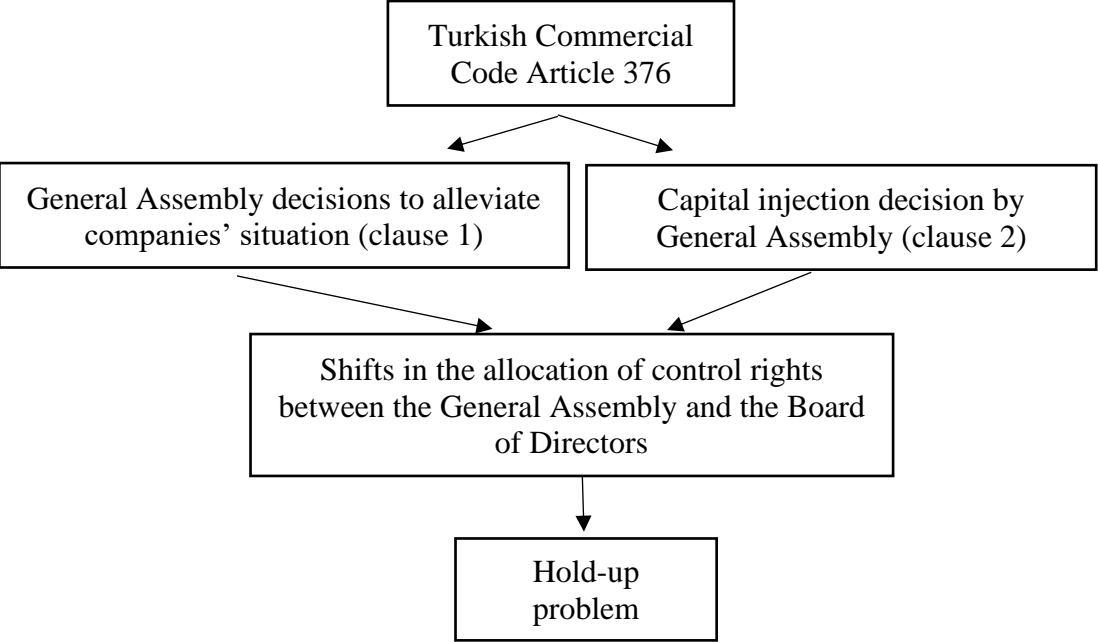 Turkish Commercial
Code Article 376
General Assembly decisions to alleviate
companies’ situation (clause 1)
Capital injection decision by
General Assembly (clause 2)
Shifts in the allocation of control rights
between the General Assembly and the Board
of Directors
Hold-up
problem